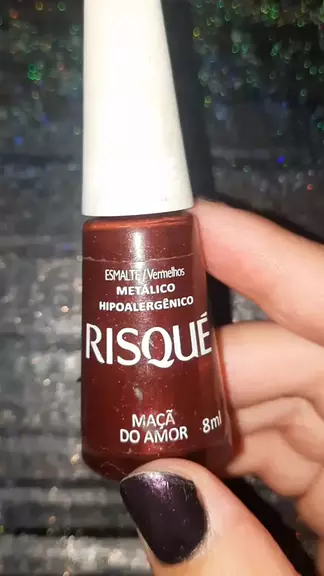 ESMALTE/Vermelhos
METÁLICO
HIPOALERGÊNICO
RISQUÉ
MAÇÃ
DO AMOR
8ml